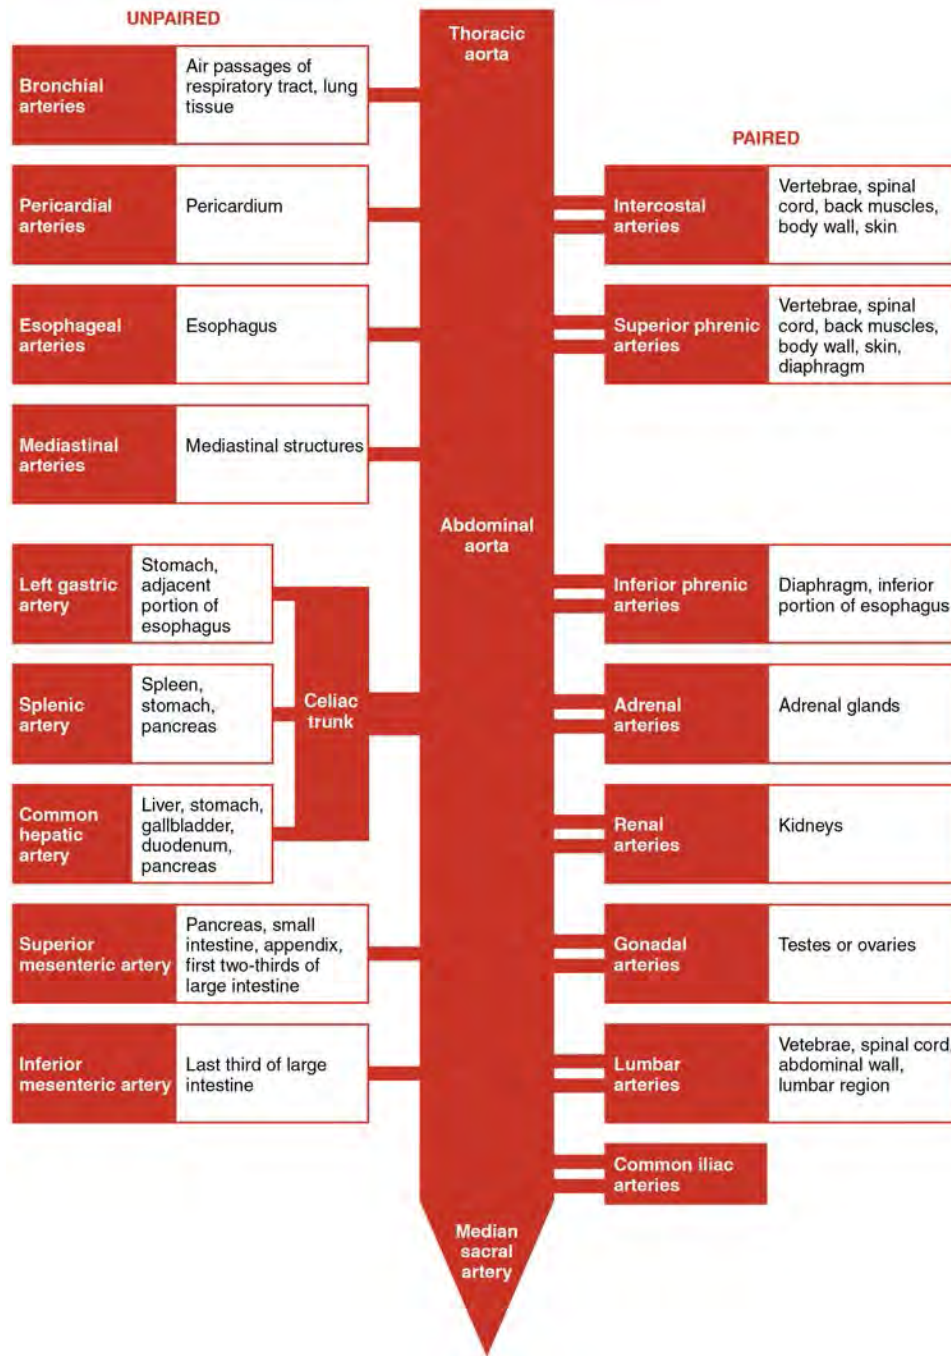 UNPAIRED
Thoracic
aorta
Bronchial
arteries
Air passages of
respiratory tract, lung
tissue
PAIRED
Pericardial
arteries
Pericardium
Intercostal
arteries
Vertebrae, spinal
cord, back muscles,
body wall, skin
Esophageal
arteries
Esophagus
Superior phrenic
arteries
Vertebrae, spinal
cord, back muscles,
body wall, skin,
diaphragm
Mediastinal
arteries
Mediastinal structures
Abdominal
aorta
Left gastric
artery
Stomach,
adjacent
portion of
esophagus
Inferior phrenic
arteries
Diaphragm, inferior
portion of esophagus
Splenic
artery
Spleen,
stomach,
pancreas
Celiac
trunk
Adrenal
arteries
Adrenal glands
Common
hepatic
artery
Liver, stomach,
gallbladder,
duodenum,
pancreas
Renal
arteries
Kidneys
Superior
mesenteric artery
Pancreas, small
intestine, appendix,
first two-thirds of
large intestine
Gonadal
arteries
Testes or ovaries
Inferior
mesenteric artery
Last third of large
intestine
Lumbar
arteries
Vetebrae, spinal cord,
abdominal wall,
lumbar region
Common iliac
arteries
Median
sacral
artery